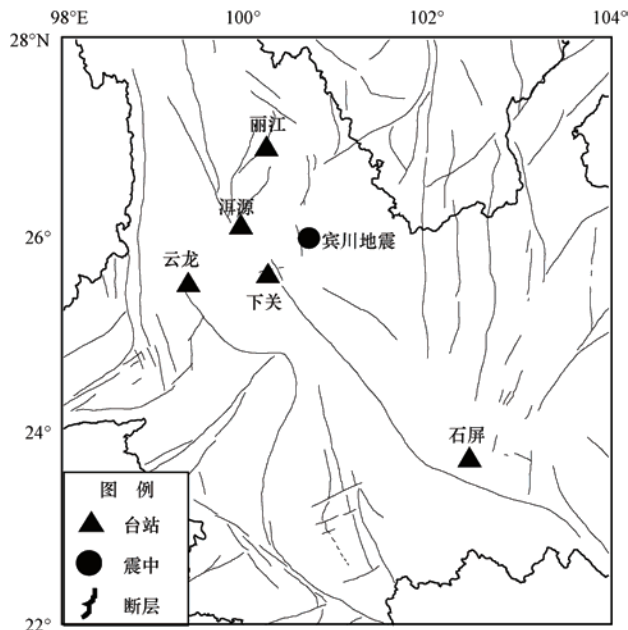 98°E
100°
102°
104°
28°N
丽江
洱源
26°
宾川地震
云龙
下关
24°
石屏
图 例
台站
震中
断层
22°